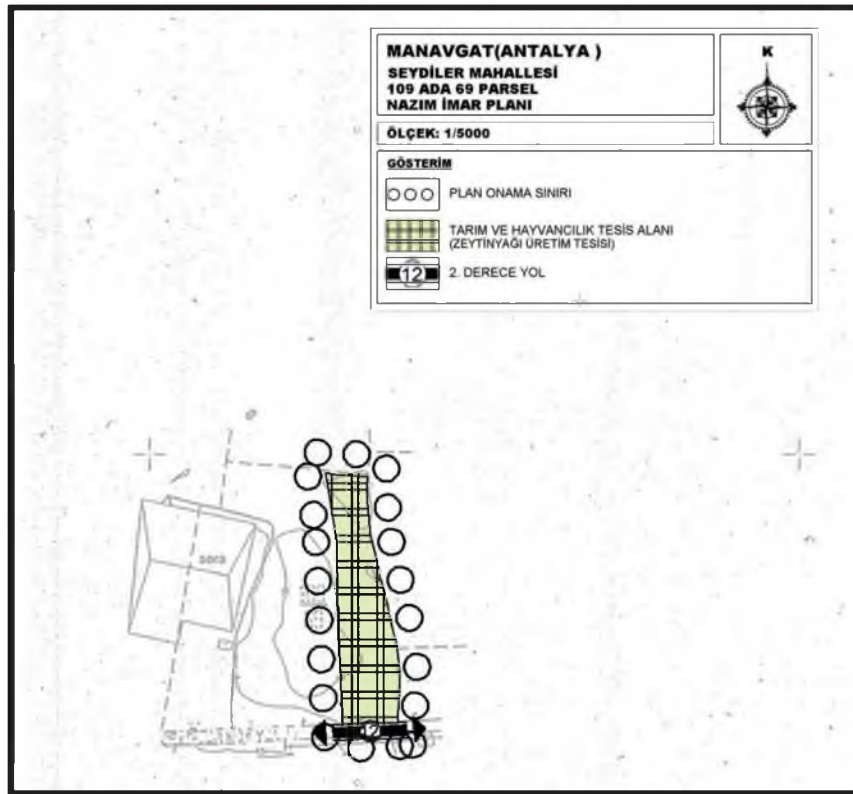 MANAVGAT(ANTALYA )
SEYDİLER MAHALLESİ
109 ADA 69 PARSEL
NAZIM İMAR PLANI
K
ÖLÇEK: 1/5000
GÖSTERİM
PLAN ONAMA SINIRI
TARIM VE HAYVANCILIK TESİS ALANI
(ZEYTİNYAĞI ÜRETİM TESİSİ)
12
2. DERECE YOL
12